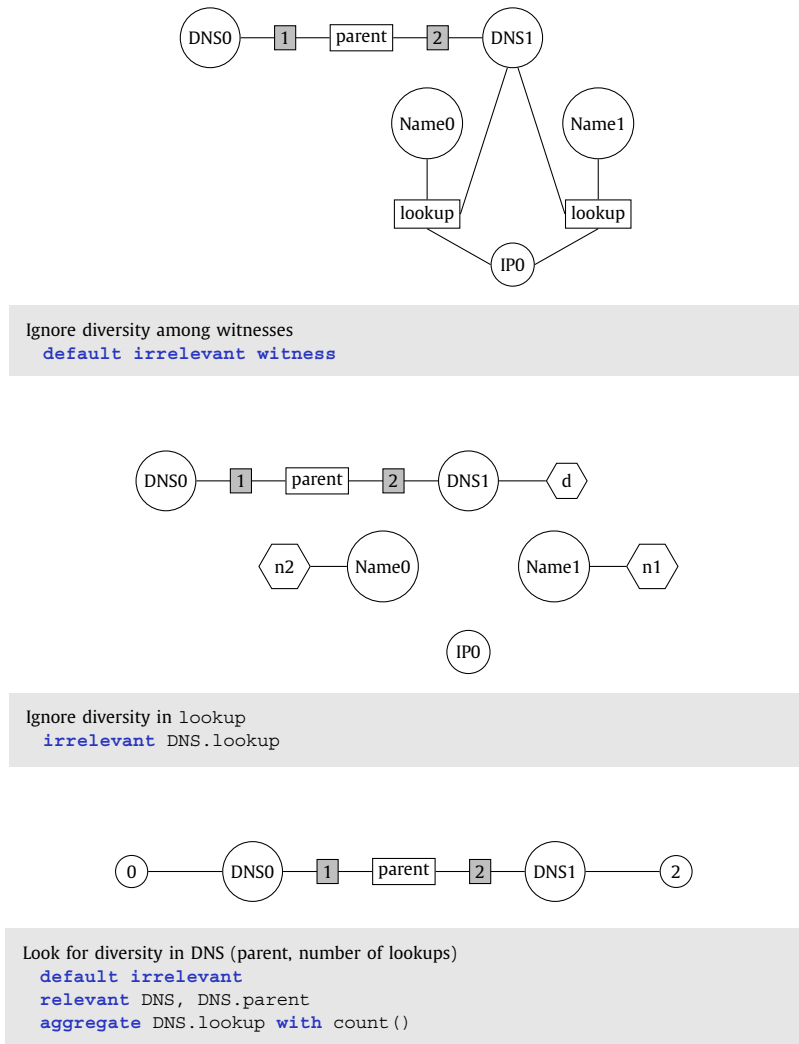 DNS0 1 parent 2 DNS1
Name0 Name1
lookup lookup
IP0
Ignore diversity among witnesses
default irrelevant witness
DNS0 1 parent 2 DNS1 d
n2 Name0 Name1 n1
IP0
Ignore diversity in lookup
irrelevant DNS.lookup
0 DNS0 1 parent 2 DNS1 2
Look for diversity in DNS (parent, number of lookups)
default irrelevant
relevant DNS, DNS.parent
aggregate DNS.lookup with count()